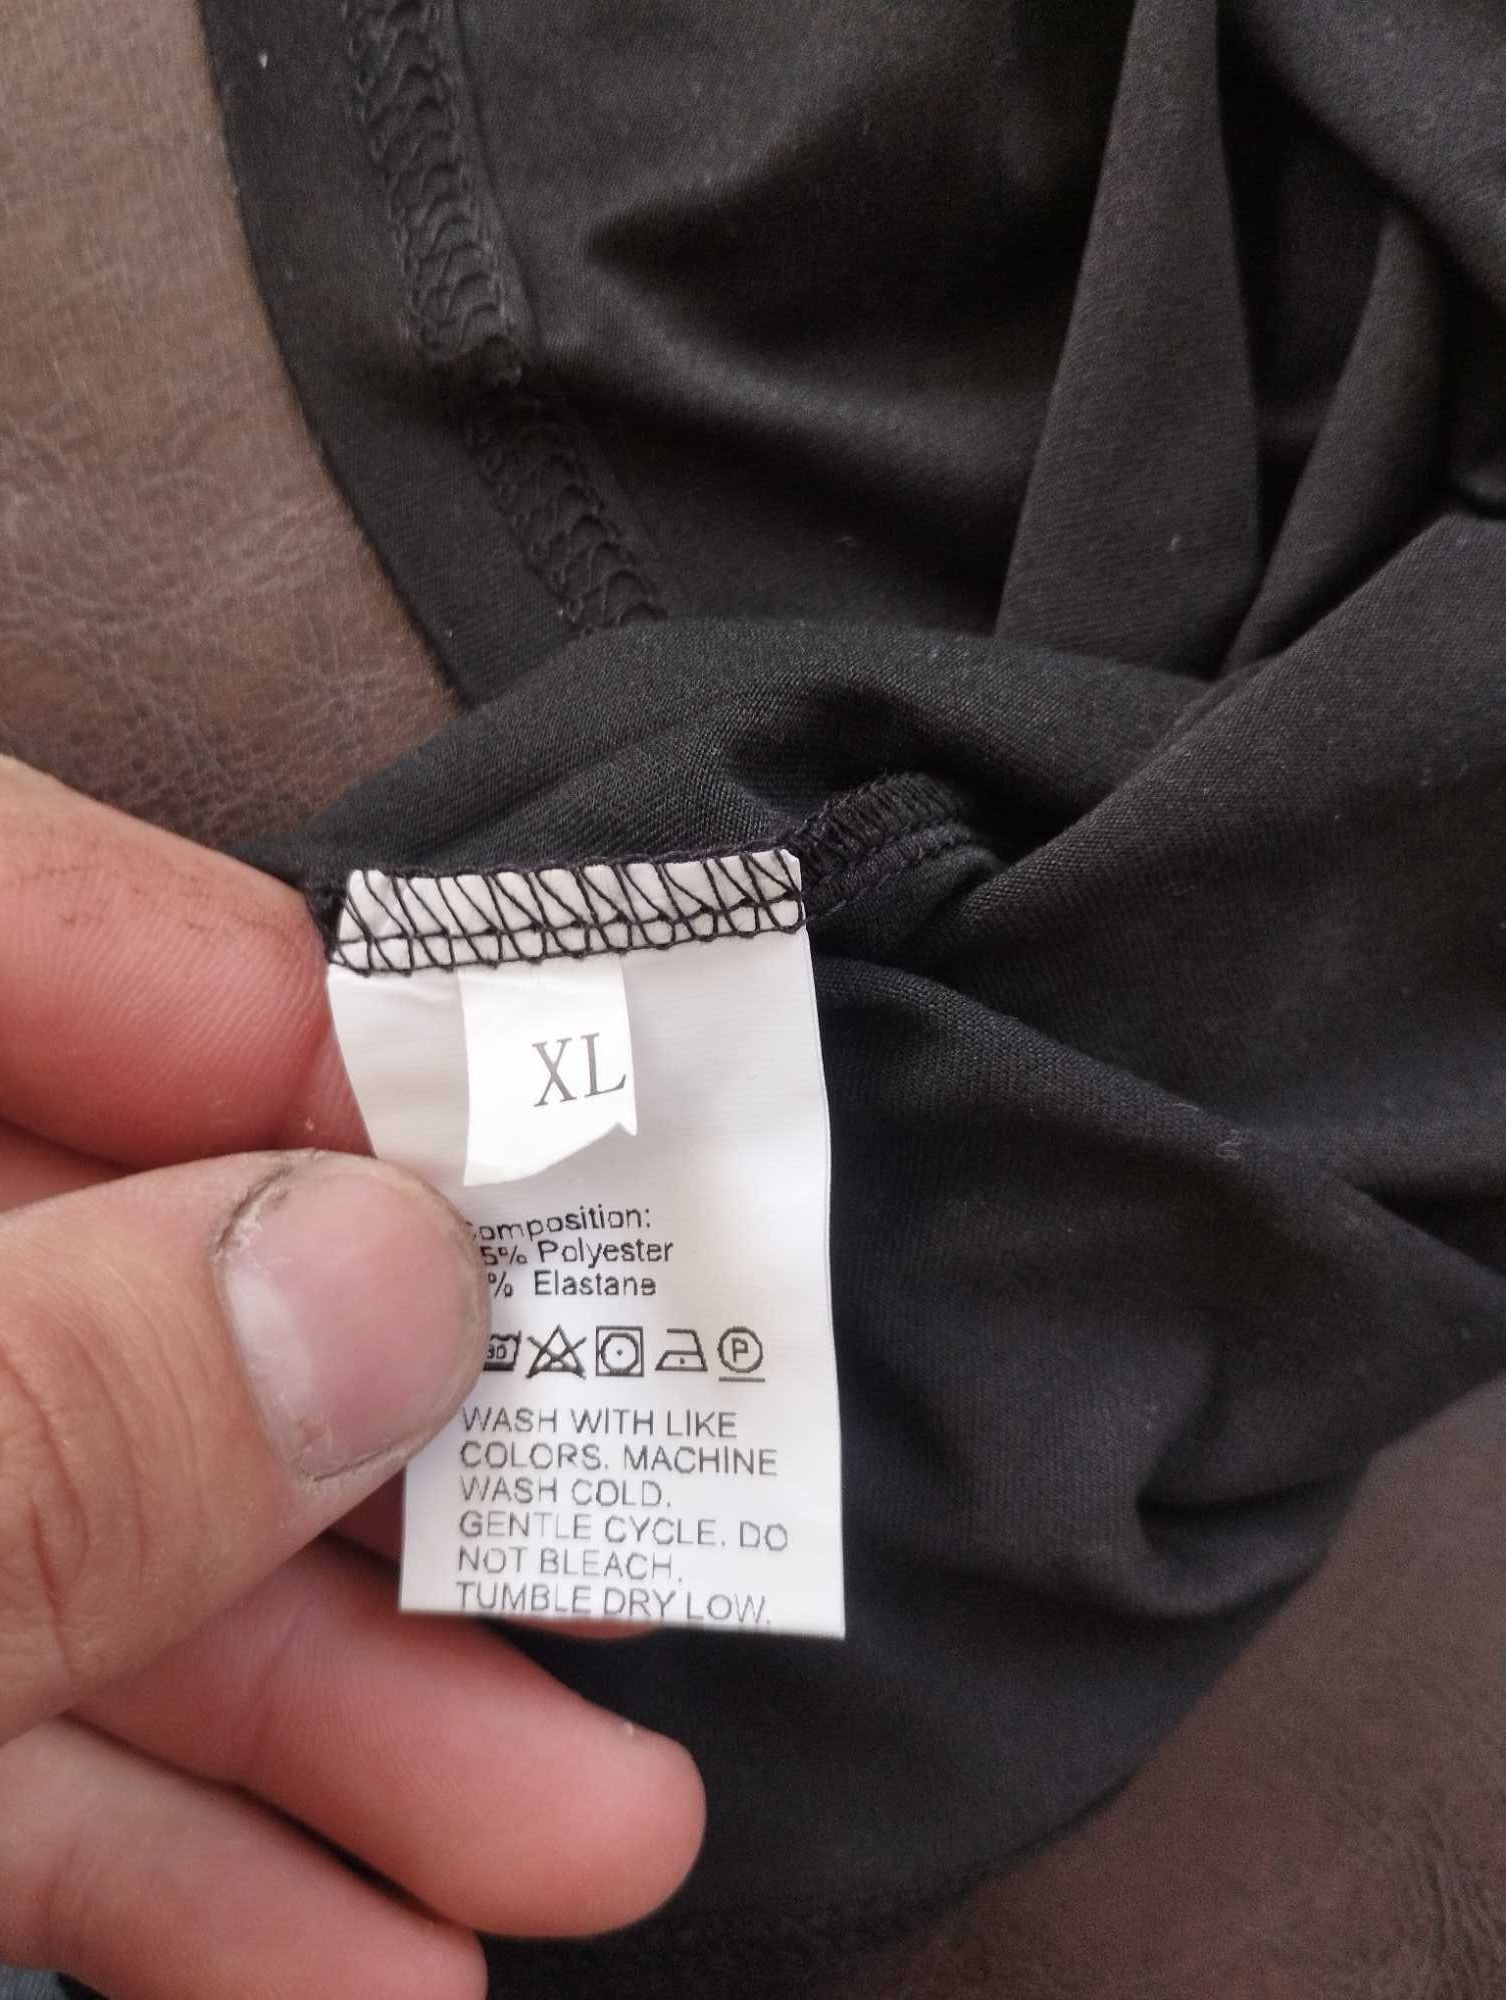 XL
omposition:
5% Polyester
% Elastane
30
P
WASH WITH LIKE
COLORS. MACHINE
WASH COLD.
GENTLE CYCLE. DO
NOT BLEACH.
TUMBLE DRY LOW.